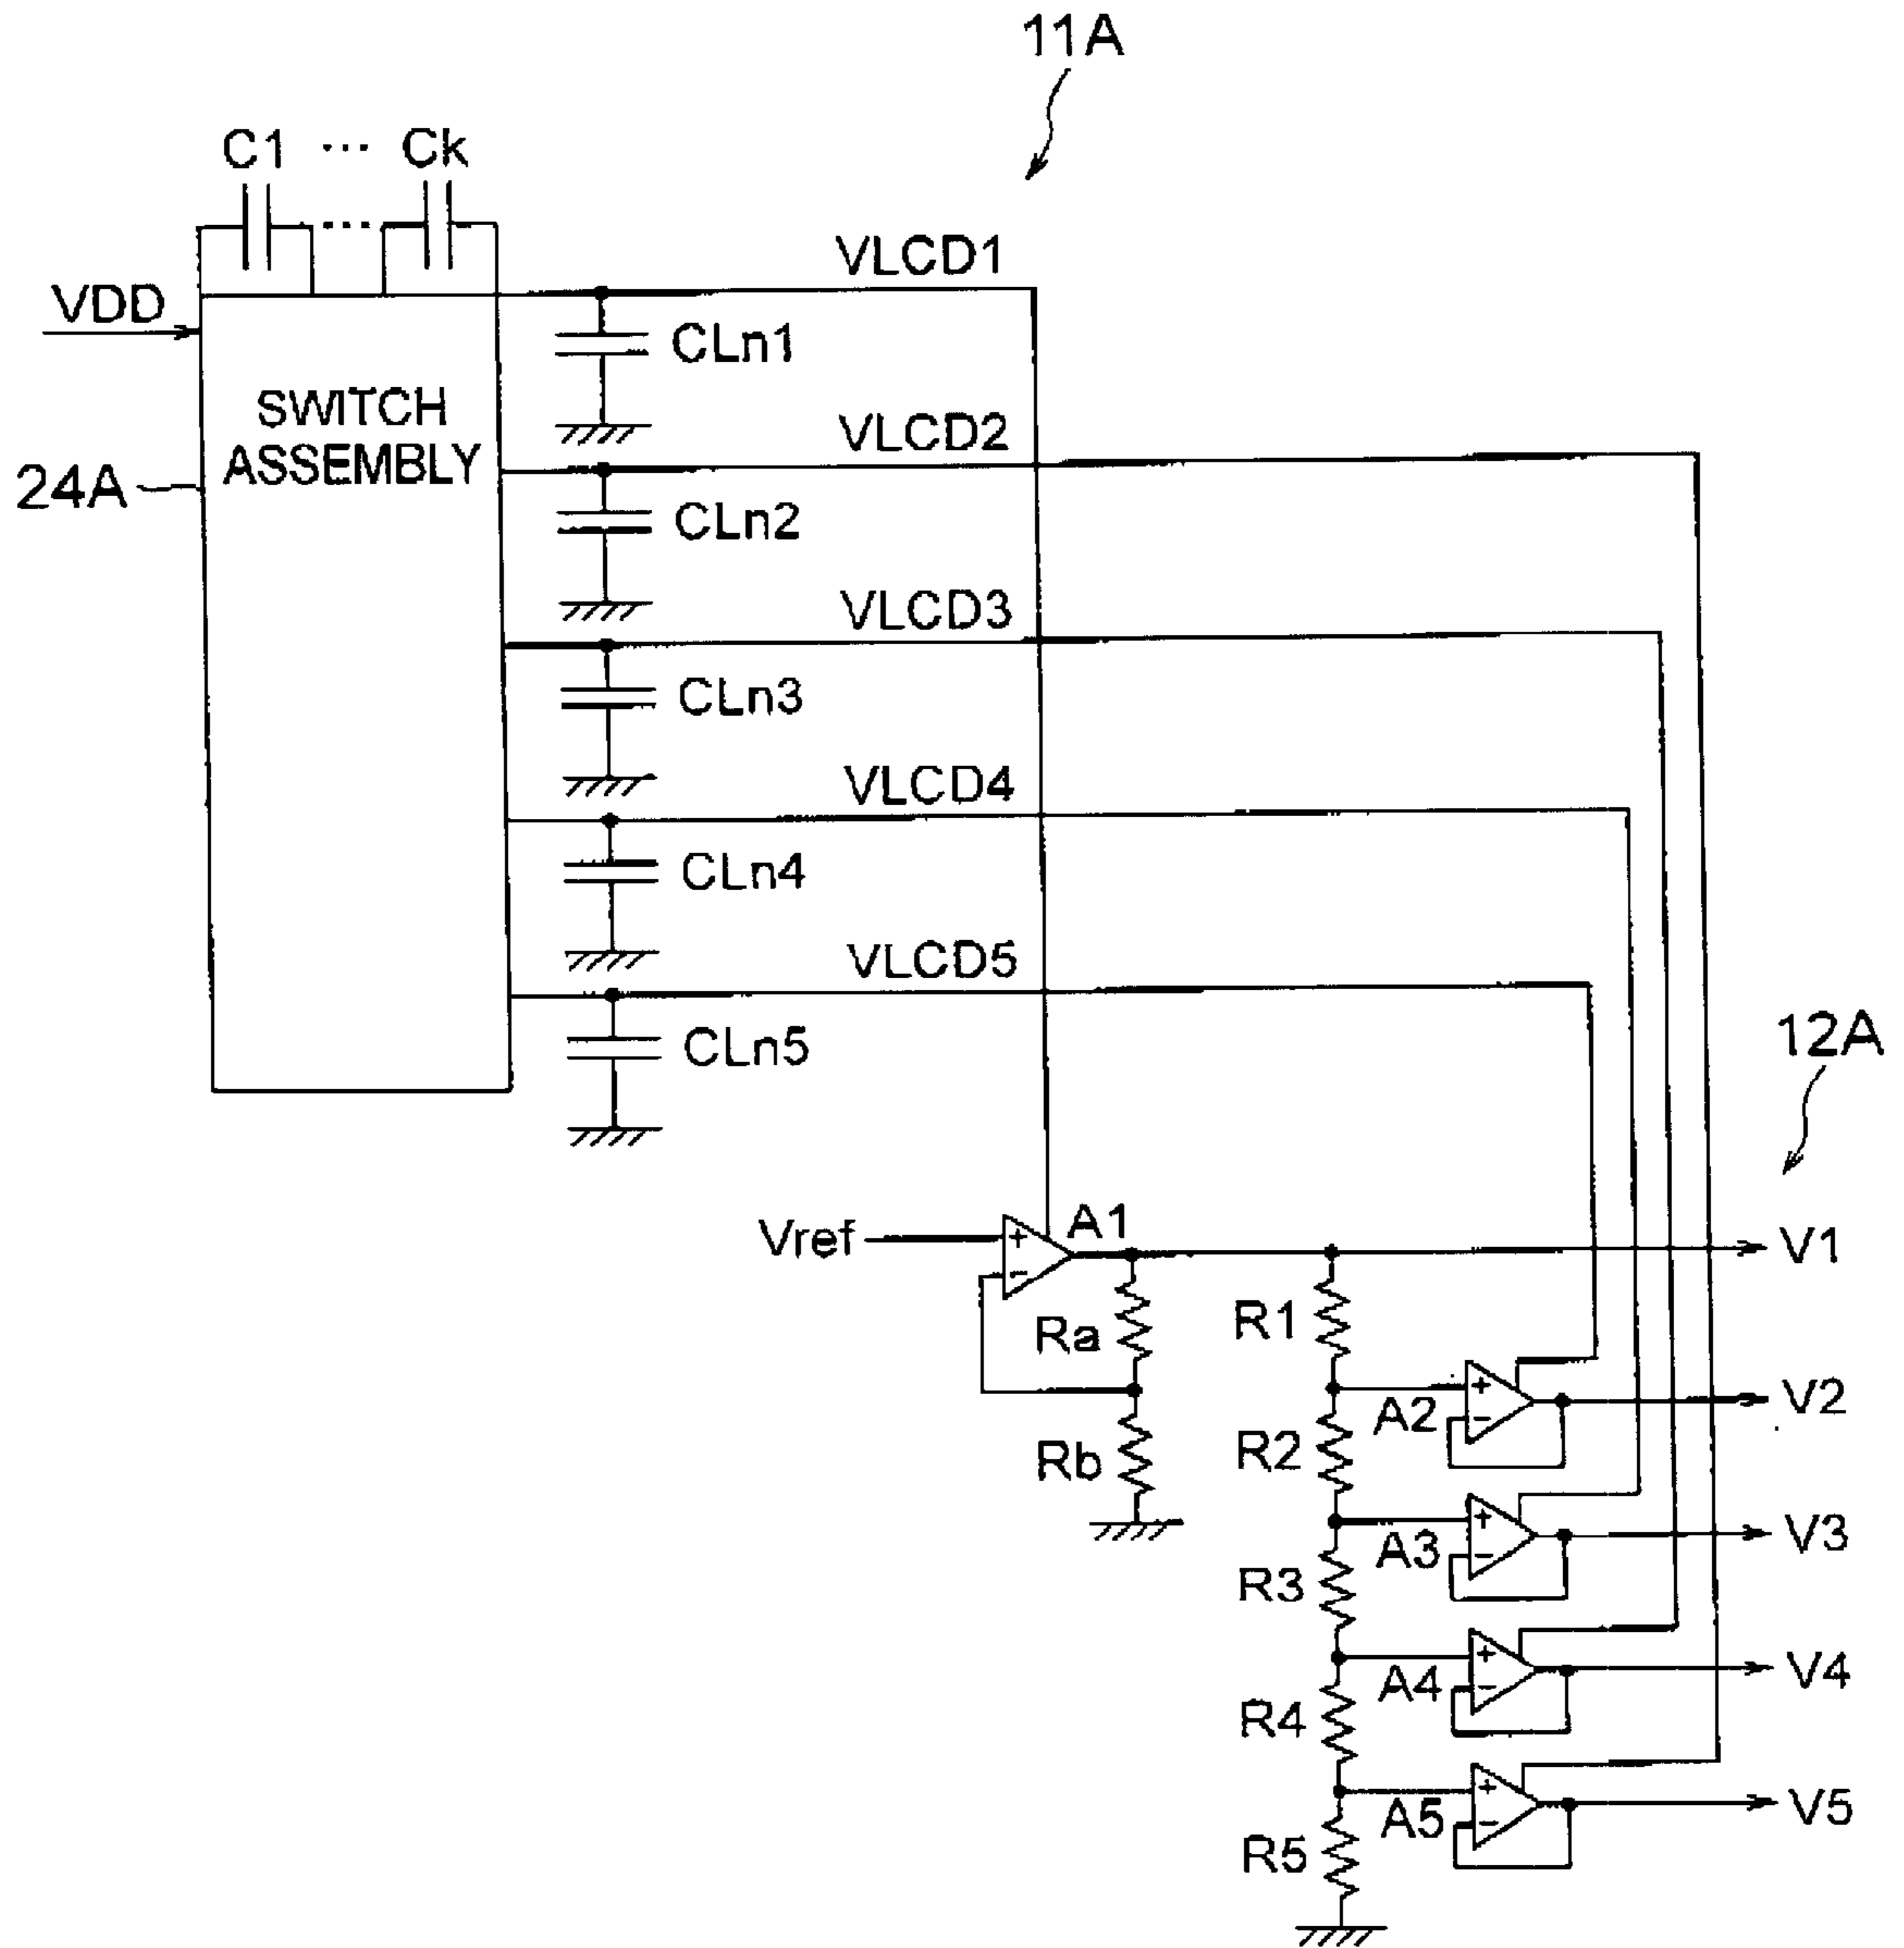 11A
C1 ... Ck
...
VDD
VLCD1
CLn1
SWITCH
ASSEMBLY
24A
VLCD2
CLn2
VLCD3
CLn3
VLCD4
CLn4
VLCD5
CLn5
12A
Vref
+
-
A1
V1
Ra
R1
+
-
A2
V2
Rb
R2
+
-
A3
V3
R3
+
-
A4
V4
R4
+
-
A5
V5
R5